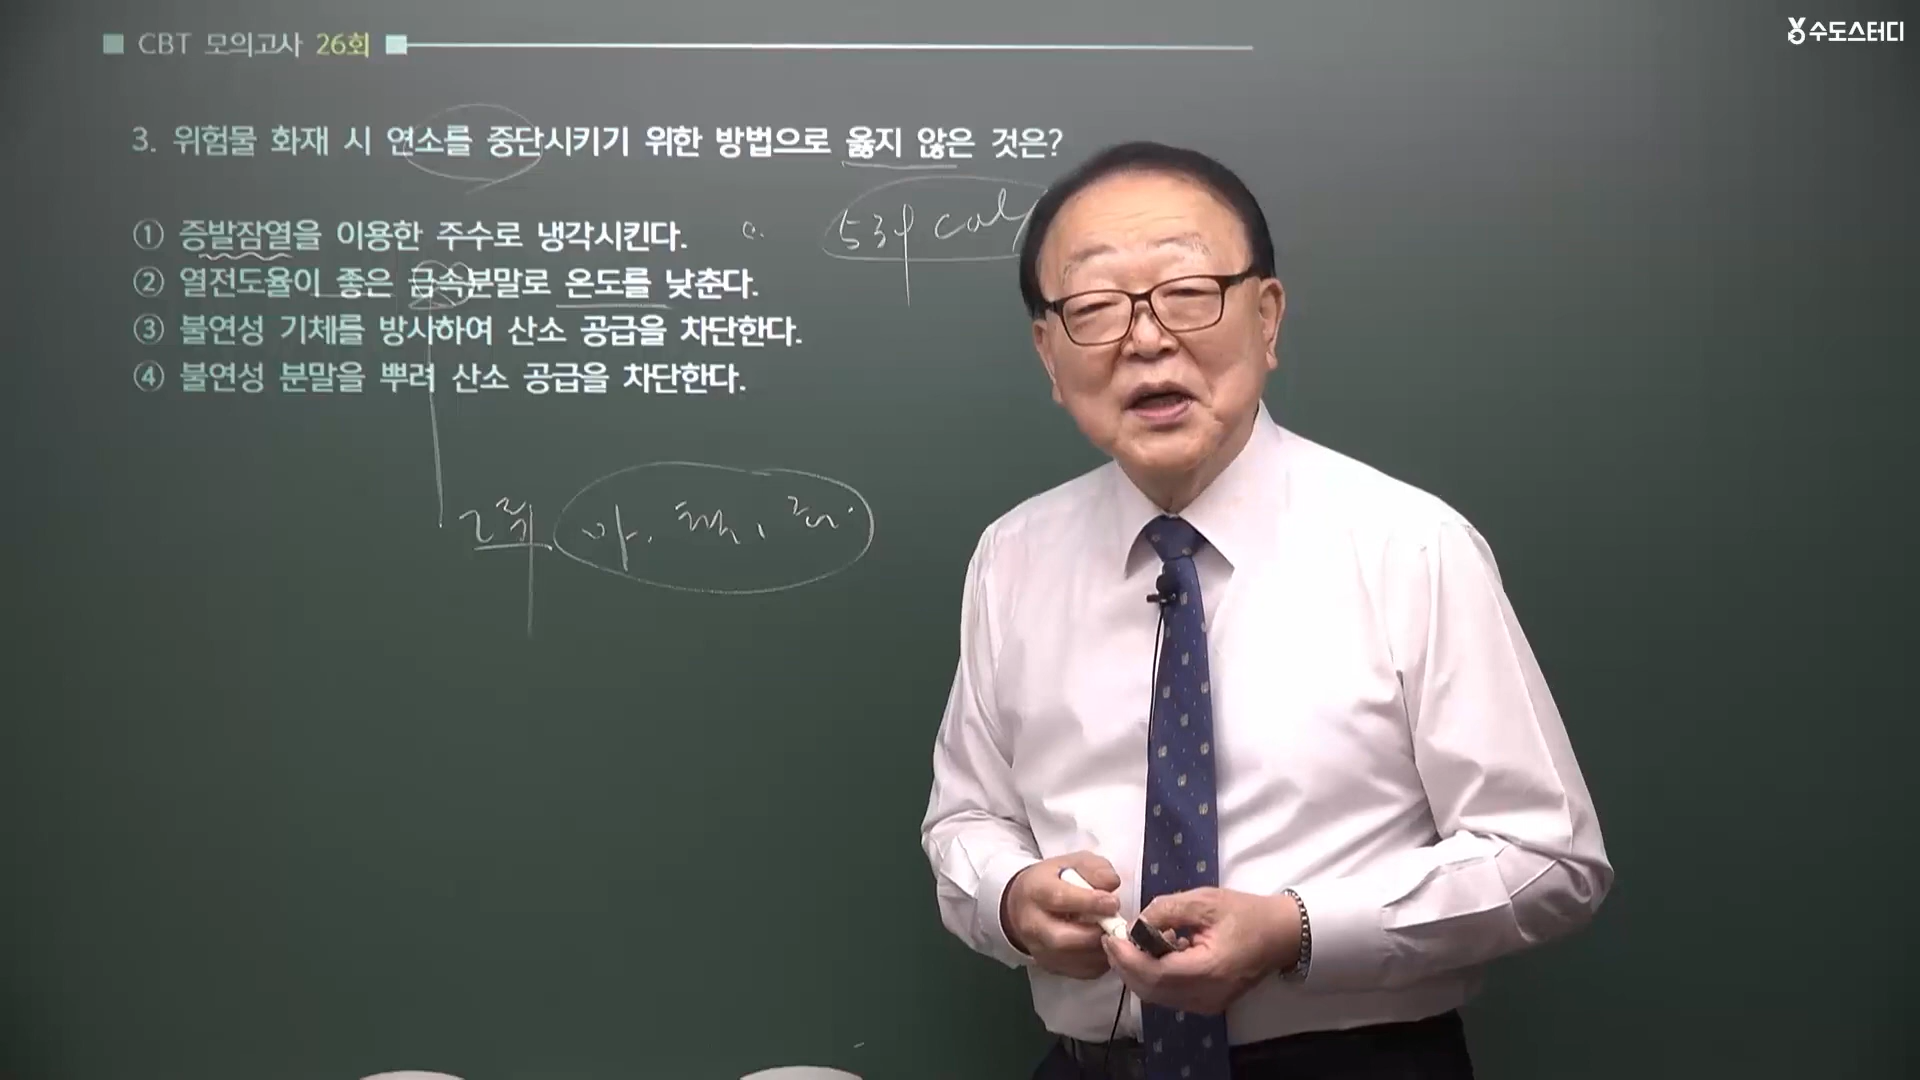 CBT 모의고사 26회
수도스터디
3. 위험물 화재 시 연소를 중단시키기 위한 방법으로 옳지 않은 것은?
① 증발잠열을 이용한 주수로 냉각시킨다.
539 cal
② 열전도율이 좋은 금속분말로 온도를 낮춘다.
③ 불연성 기체를 방사하여 산소 공급을 차단한다.
④ 불연성 분말을 뿌려 산소 공급을 차단한다.
2류